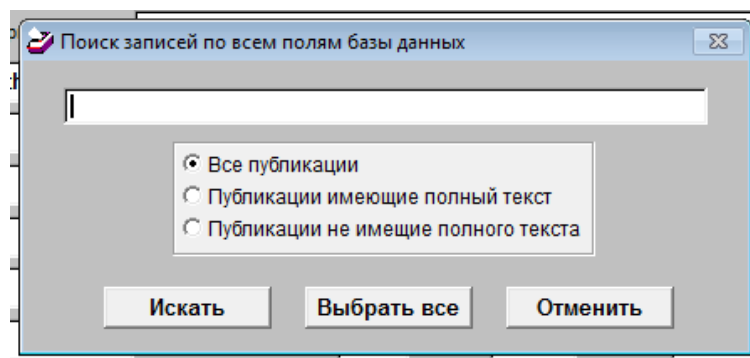 Поиск записей по всем полям базы данных
Все публикации
Публикации имеющие полный текст
Публикации не имещие полного текста
Искать Выбрать все Отменить